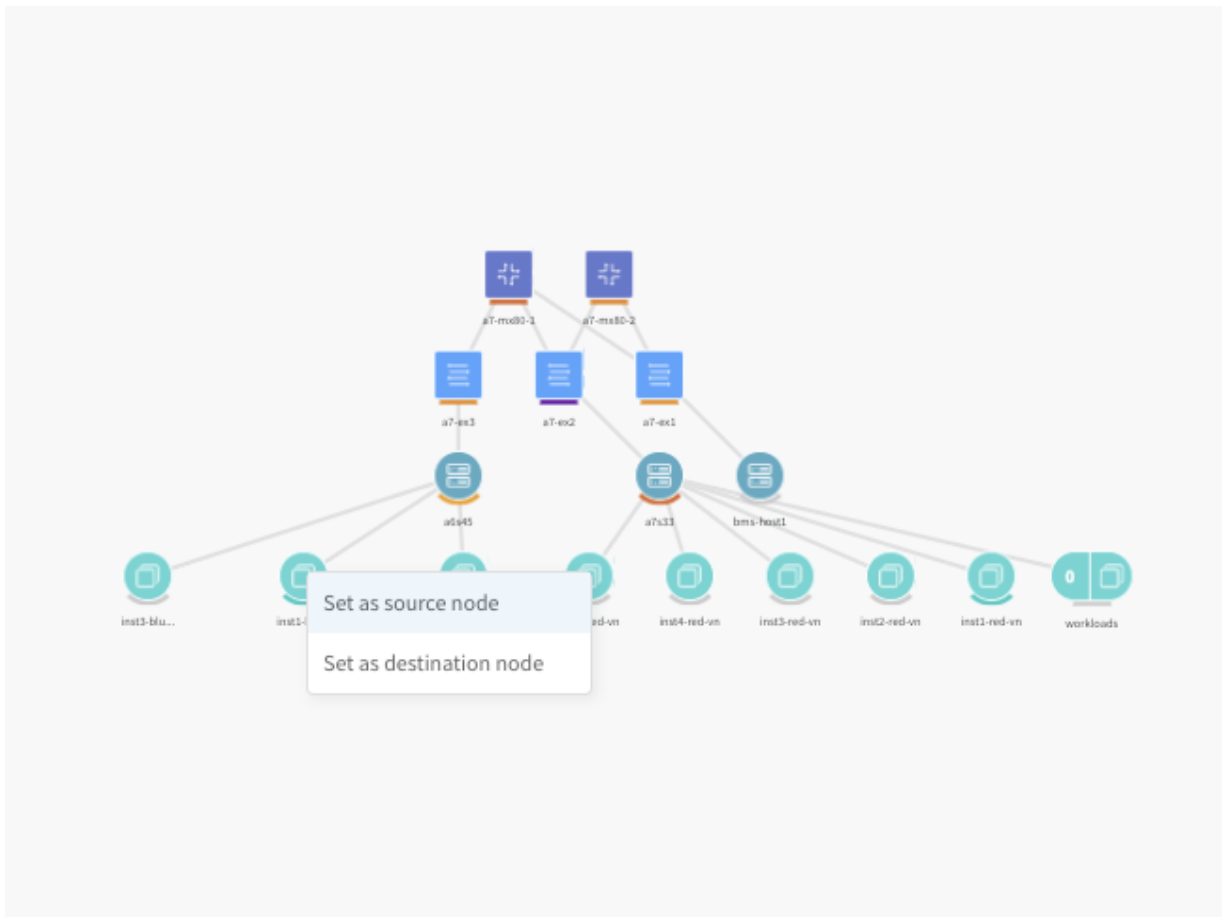 a7-mx80-1
a7-mx80-2
a7-ex3
a7-ex2
a7-ex1
a6s45
a7s33
bms-host1
0
inst3-blu...
inst4-red-vn
inst3-red-vn
inst2-red-vn
inst1-red-vn
workloads
Set as source node
Set as destination node